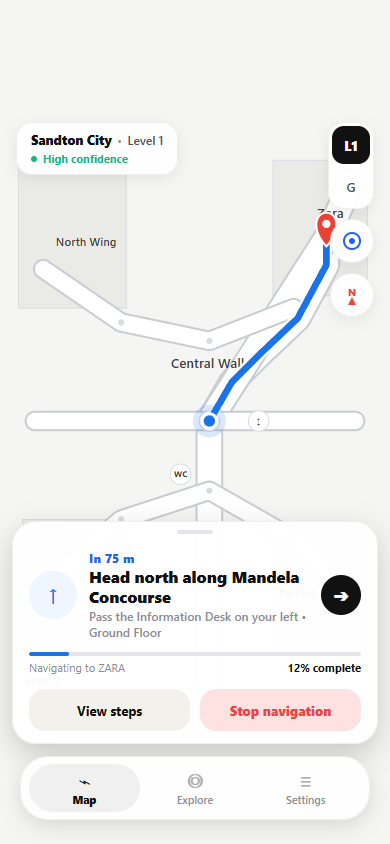 Sandton City • Level 1
High confidence
L1
G
N
North Wing
Central Wal
WC
In 75 m
↑
Head north along Mandela
Concourse
Pass the Information Desk on your left •
Ground Floor
Navigating to ZARA
12% complete
View steps
Stop navigation
Map
Explore
Settings